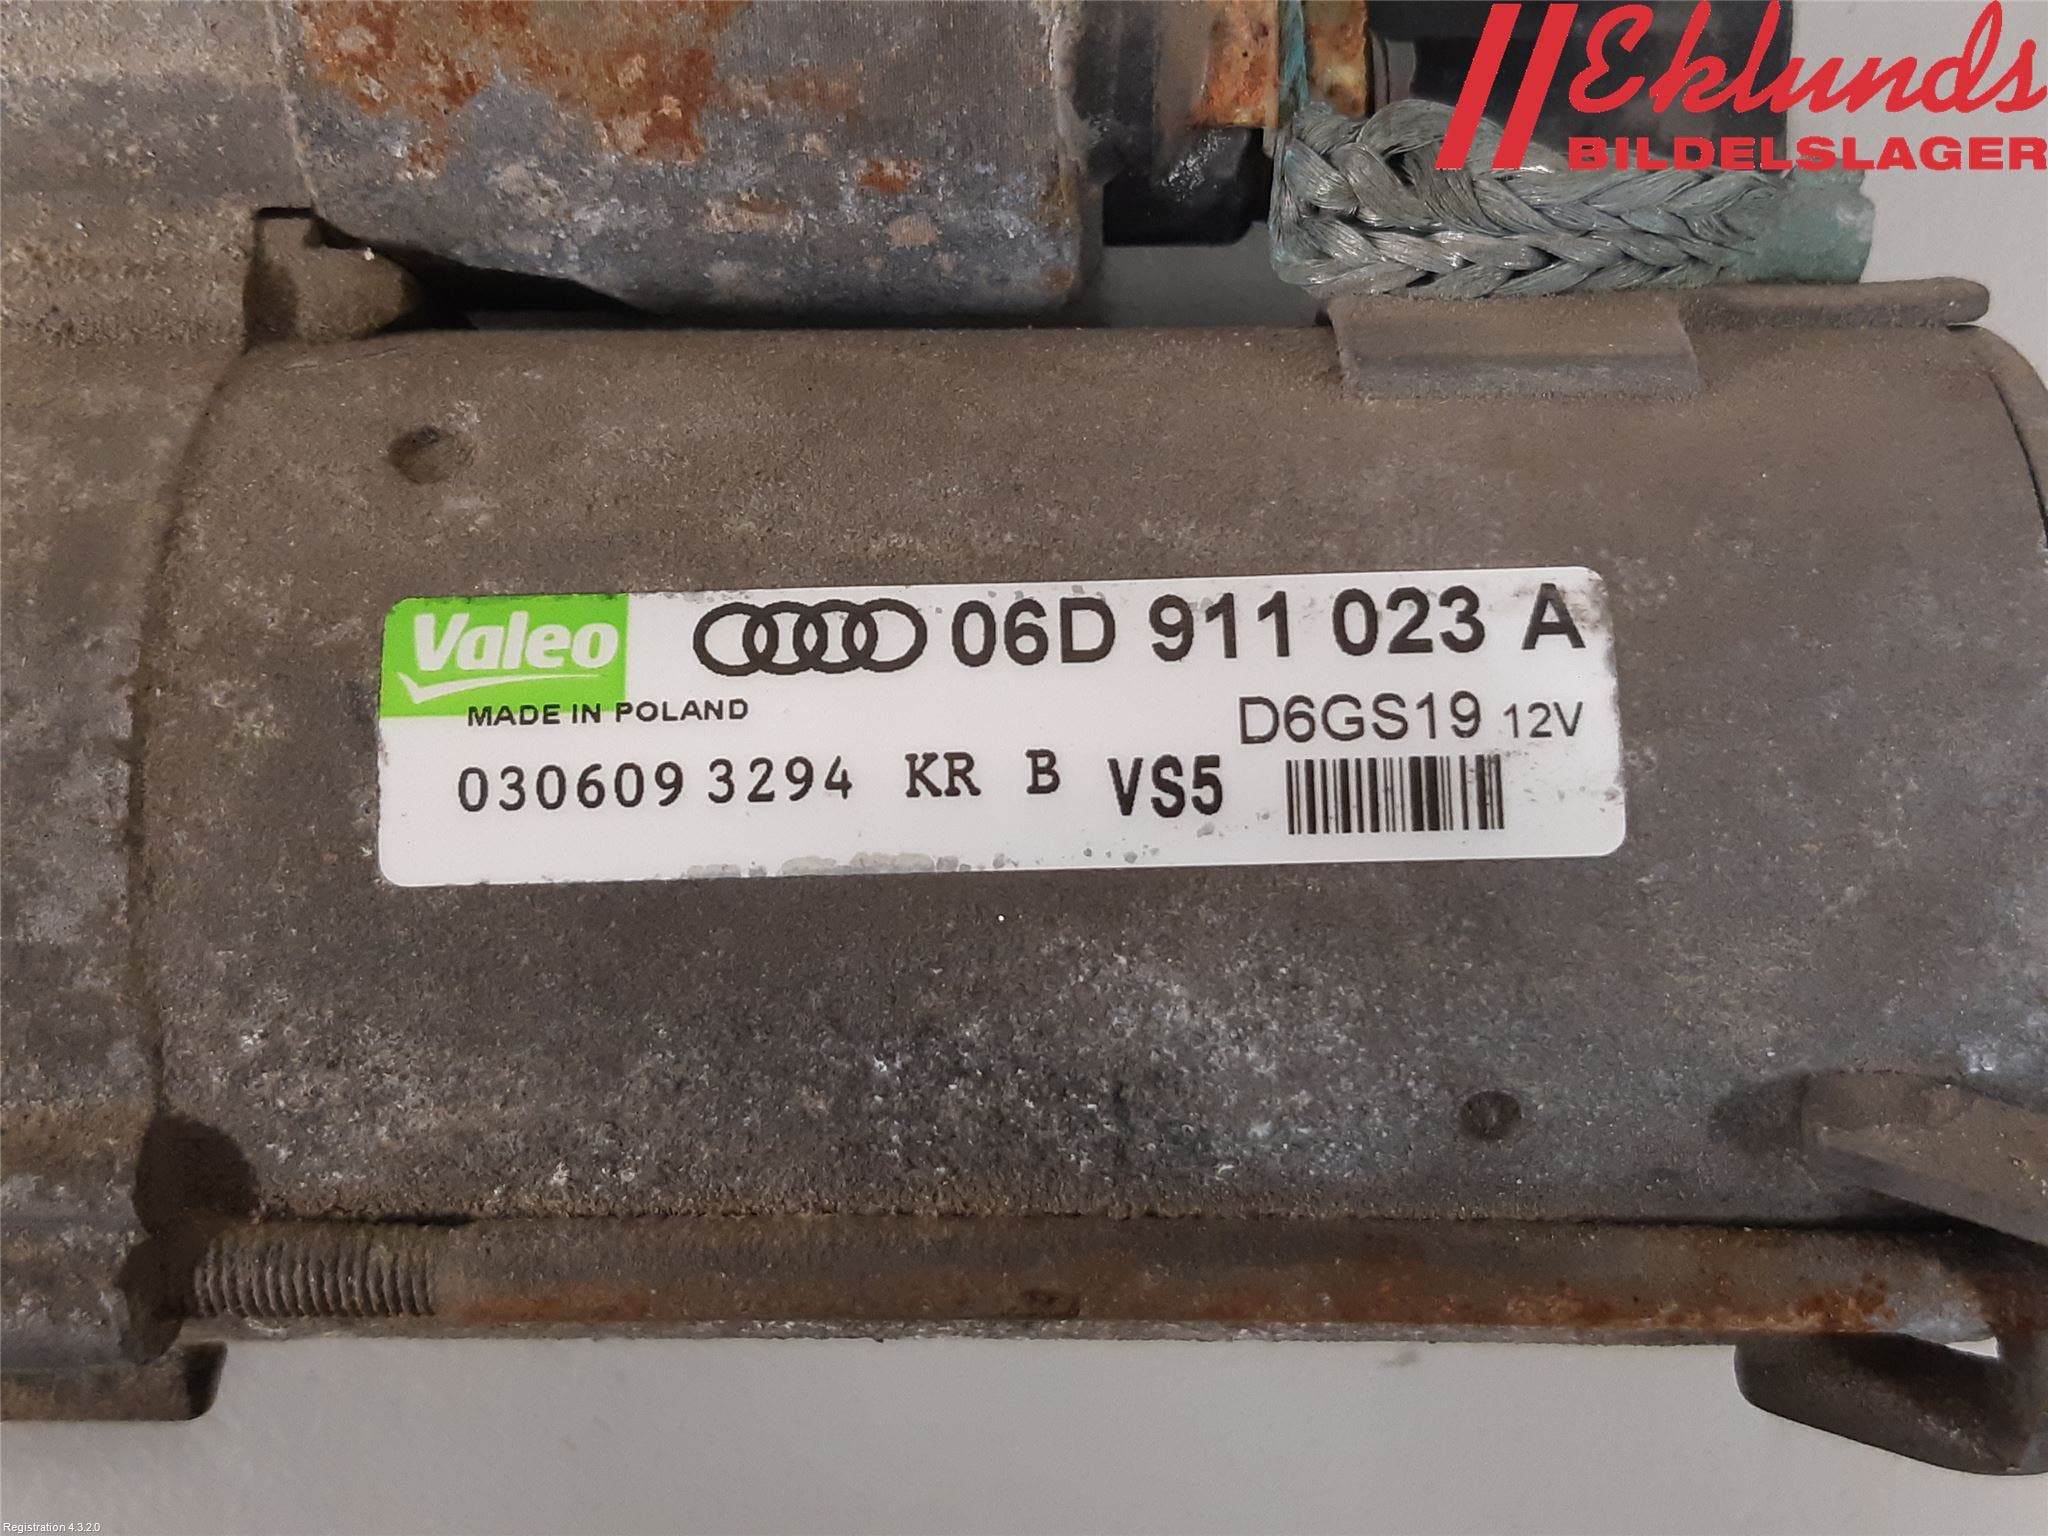 Eklunds
BILDELSLAGER
Valeo 06D 911 023 A
MADE IN POLAND
D6GS19 12V
030609 3294 KR B VS5
Registration 4.3.2.0